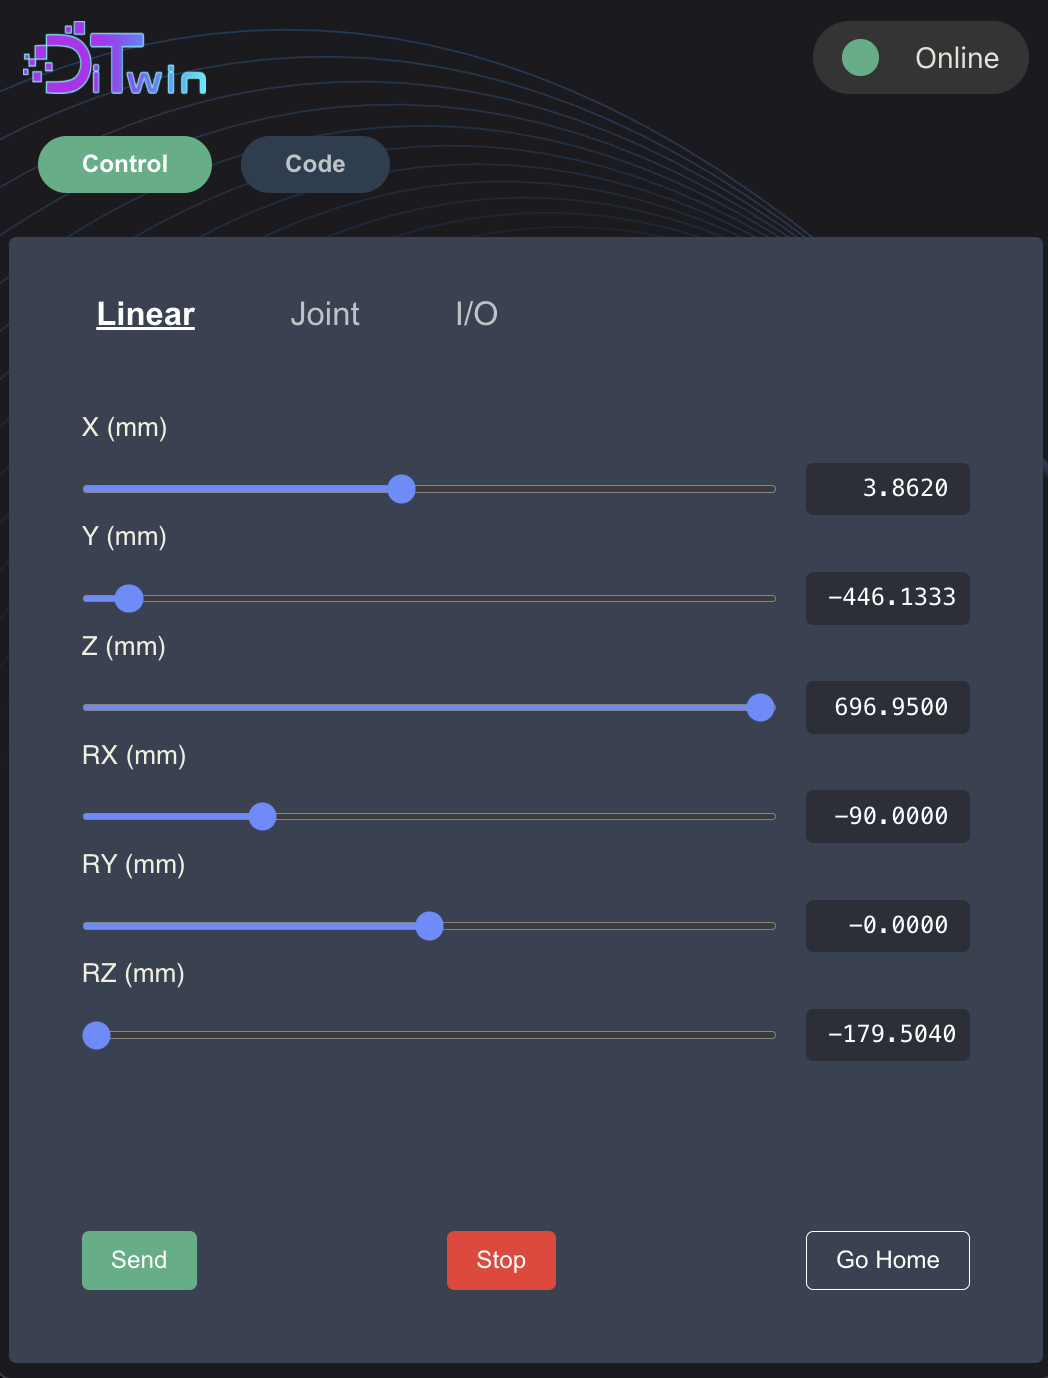 DiTwin
Online
Control
Code
Linear
Joint
I/O
X (mm)
3.8620
Y (mm)
-446.1333
Z (mm)
696.9500
RX (mm)
-90.0000
RY (mm)
-0.0000
RZ (mm)
-179.5040
Send
Stop
Go Home